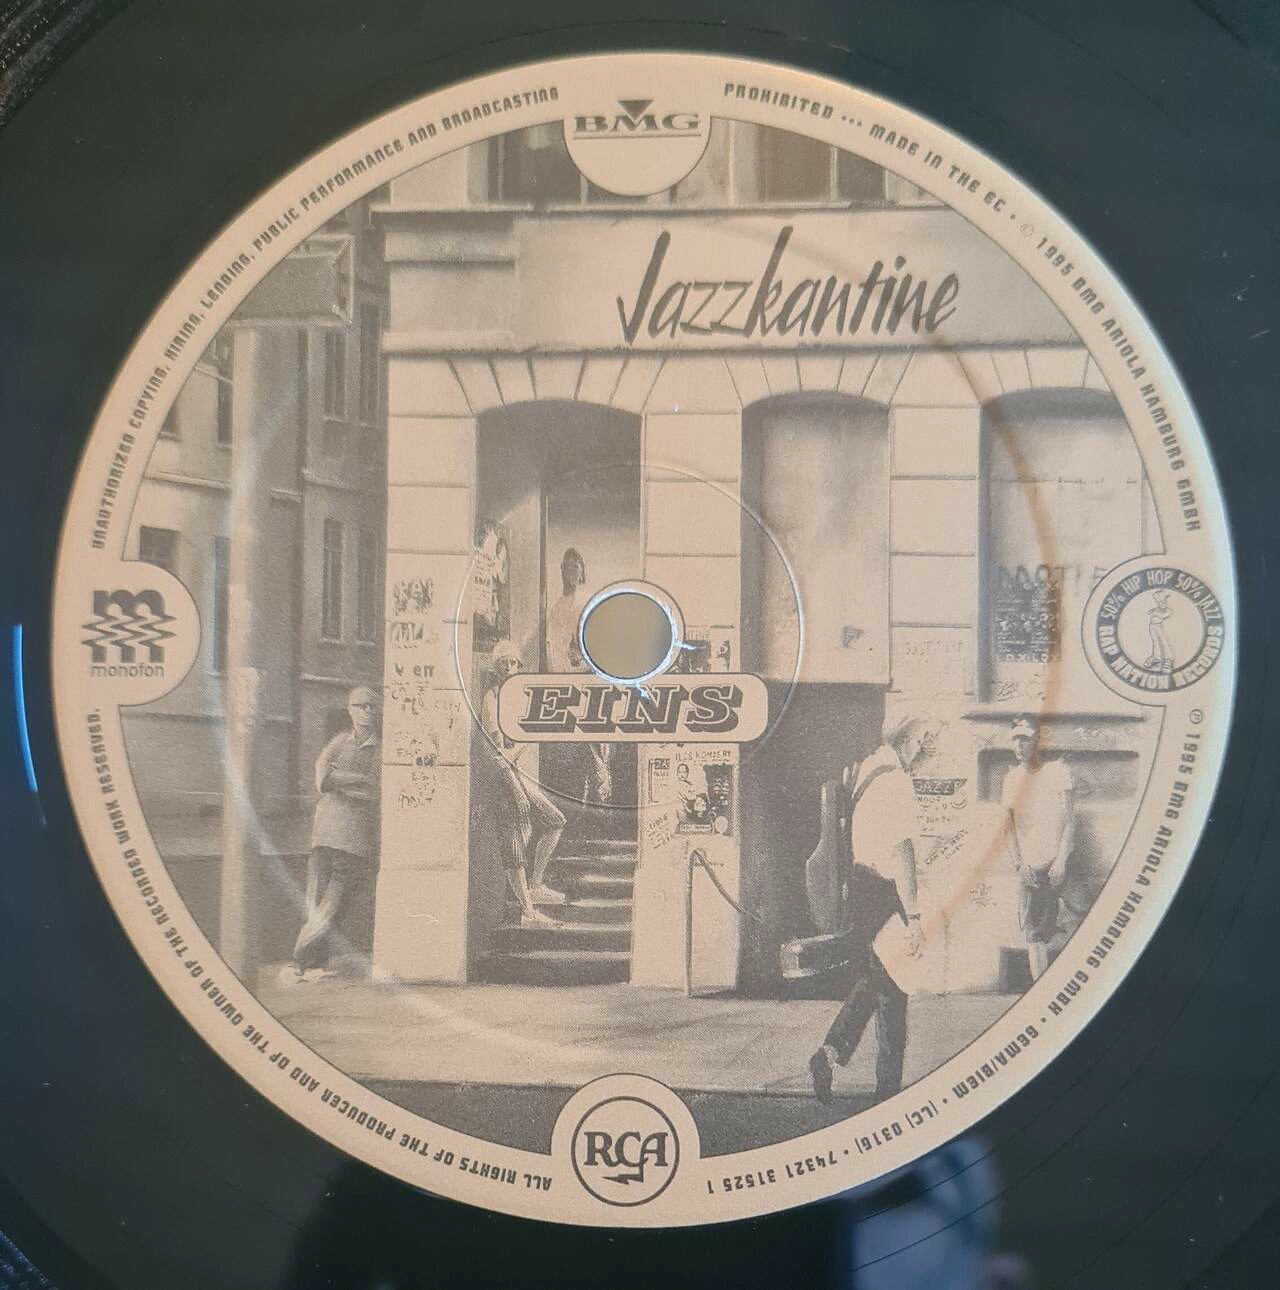 UNAUTHORIZED COPYING, HIRING, LENDING, PUBLIC PERFORMANCE AND BROADCASTING
PROHIBITED ... MADE IN THE EC • © 1995 BMG ARIOLA HAMBURG GMBH
BMG
Jazzkantine
monofon
50% HIP HOP 50% JAZZ
RAP NATION RECORDS
EINS
JAZZ
RCA
℗ 1995 BMG ARIOLA HAMBURG GMBH • GEMA/BIEM • (LC) 0316) • 74321 31525 1
ALL RIGHTS OF THE PRODUCER AND OF THE OWNER OF THE RECORDED WORK RESERVED.